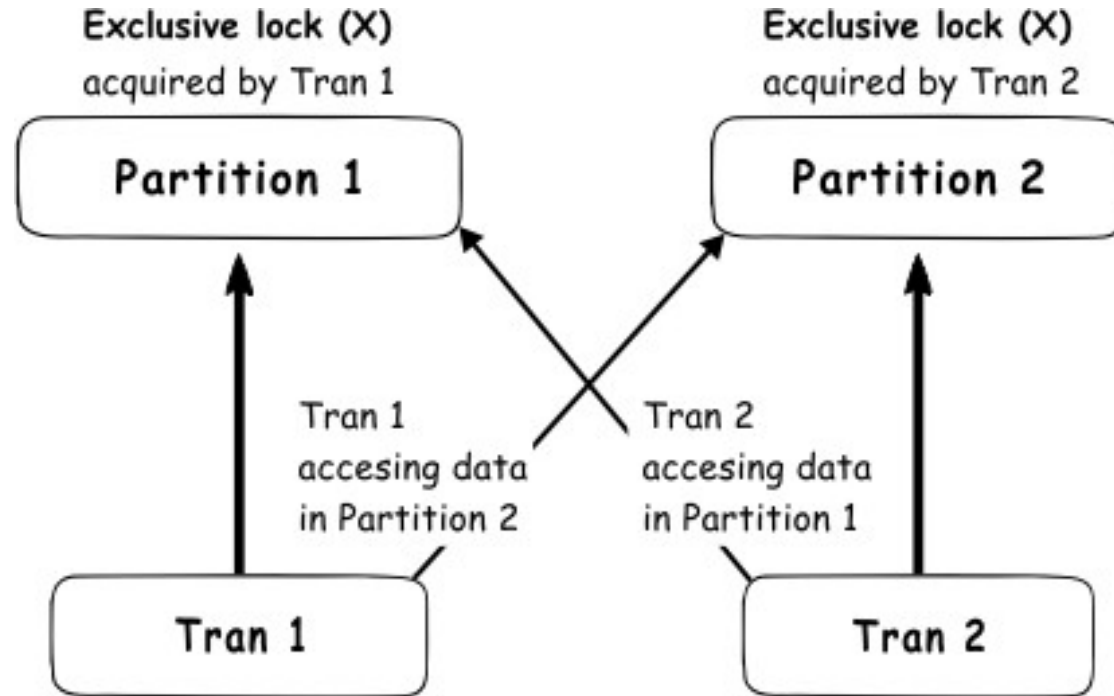 Exclusive lock (X)
acquired by Tran 1
Partition 1
Exclusive lock (X)
acquired by Tran 2
Partition 2
Tran 1
accesing data
in Partition 2
Tran 2
accesing data
in Partition 1
Tran 1
Tran 2